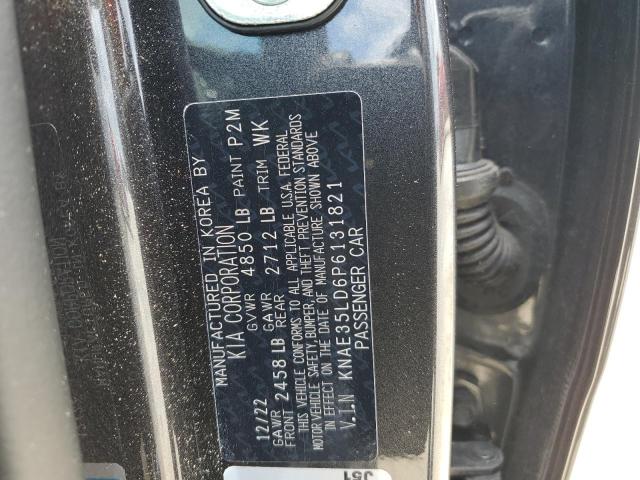 MANUFACTURED IN KOREA BY
KIA CORPORATION
12/22 GVWR 4850 LB PAINT P2M
GAWR FRONT 2458 LB GAWR REAR 2712 LB TRIM WK
THIS VEHICLE CONFORMS TO ALL APPLICABLE U.S.A. FEDERAL
MOTOR VEHICLE SAFETY, BUMPER, AND THEFT PREVENTION STANDARDS
IN EFFECT ON THE DATE OF MANUFACTURE SHOWN ABOVE
V.I.N KNAE35LD6P6131821
PASSENGER CAR
J51